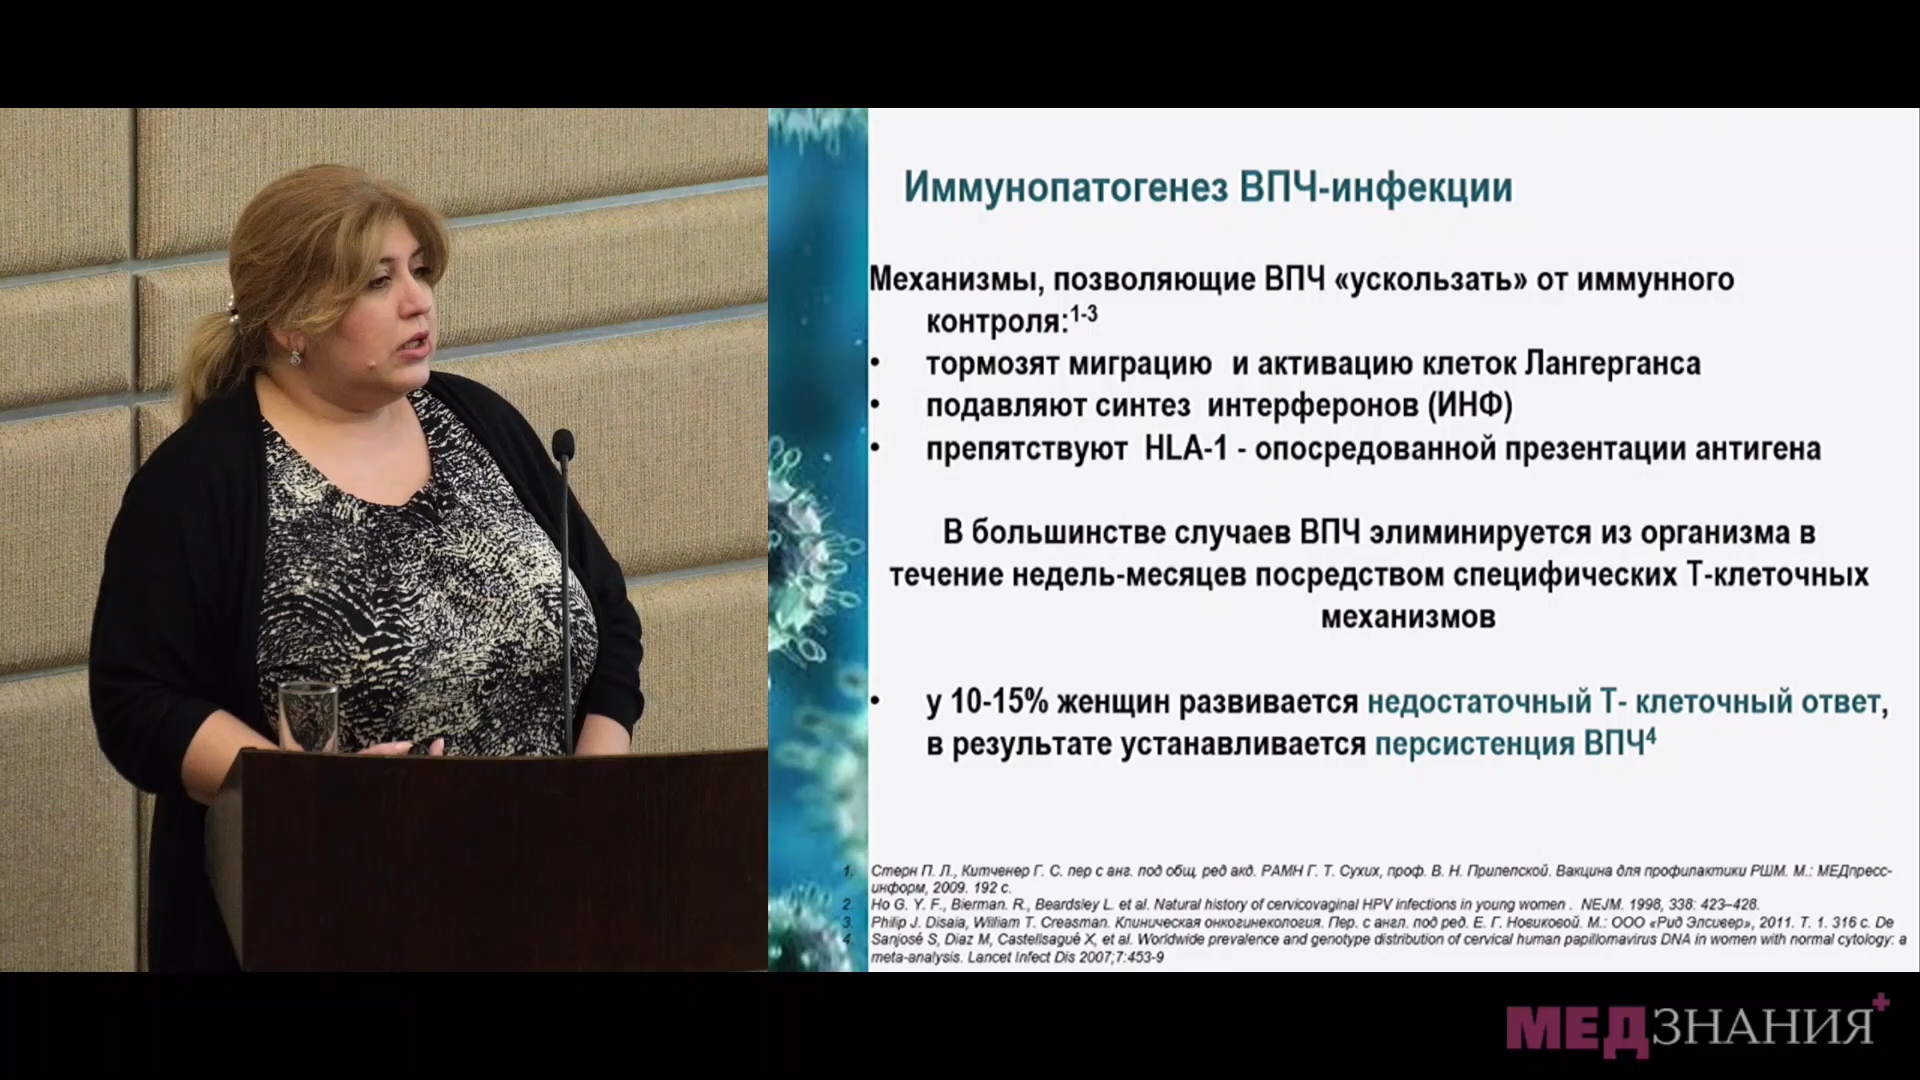 Иммунопатогенез ВПЧ-инфекции
Механизмы, позволяющие ВПЧ «ускользать» от иммунного
контроля:1-3
• тормозят миграцию и активацию клеток Лангерганса
• подавляют синтез интерферонов (ИНФ)
• препятствуют HLA-1 - опосредованной презентации антигена
В большинстве случаев ВПЧ элиминируется из организма в
течение недель-месяцев посредством специфических Т-клеточных
механизмов
• у 10-15% женщин развивается недостаточный Т- клеточный ответ,
в результате устанавливается персистенция ВПЧ4
1. Стерн П. Л., Китченер Г. С. пер с анг. под общ. ред акд. РАМН Г. Т. Сухих, проф. В. Н. Прилепской. Вакцина для профилактики РШМ. М.: МЕДпресс-
информ, 2009. 192 с.
2. Ho G. Y. F., Bierman. R., Beardsley L. et al. Natural history of cervicovaginal HPV infections in young women . NEJM. 1998, 338: 423–428.
3. Philip J. Disaia, William T. Creasman. Клиническая онкогинекология. Пер. с англ. под ред. Е. Г. Новиковой. М.: ООО «Рид Элсивер», 2011. Т. 1. 316 с. De
4. Sanjosé S, Diaz M, Castellsagué X, et al. Worldwide prevalence and genotype distribution of cervical human papillomavirus DNA in women with normal cytology: a
meta-analysis. Lancet Infect Dis 2007;7:453-9
МЕДЗНАНИЯ+